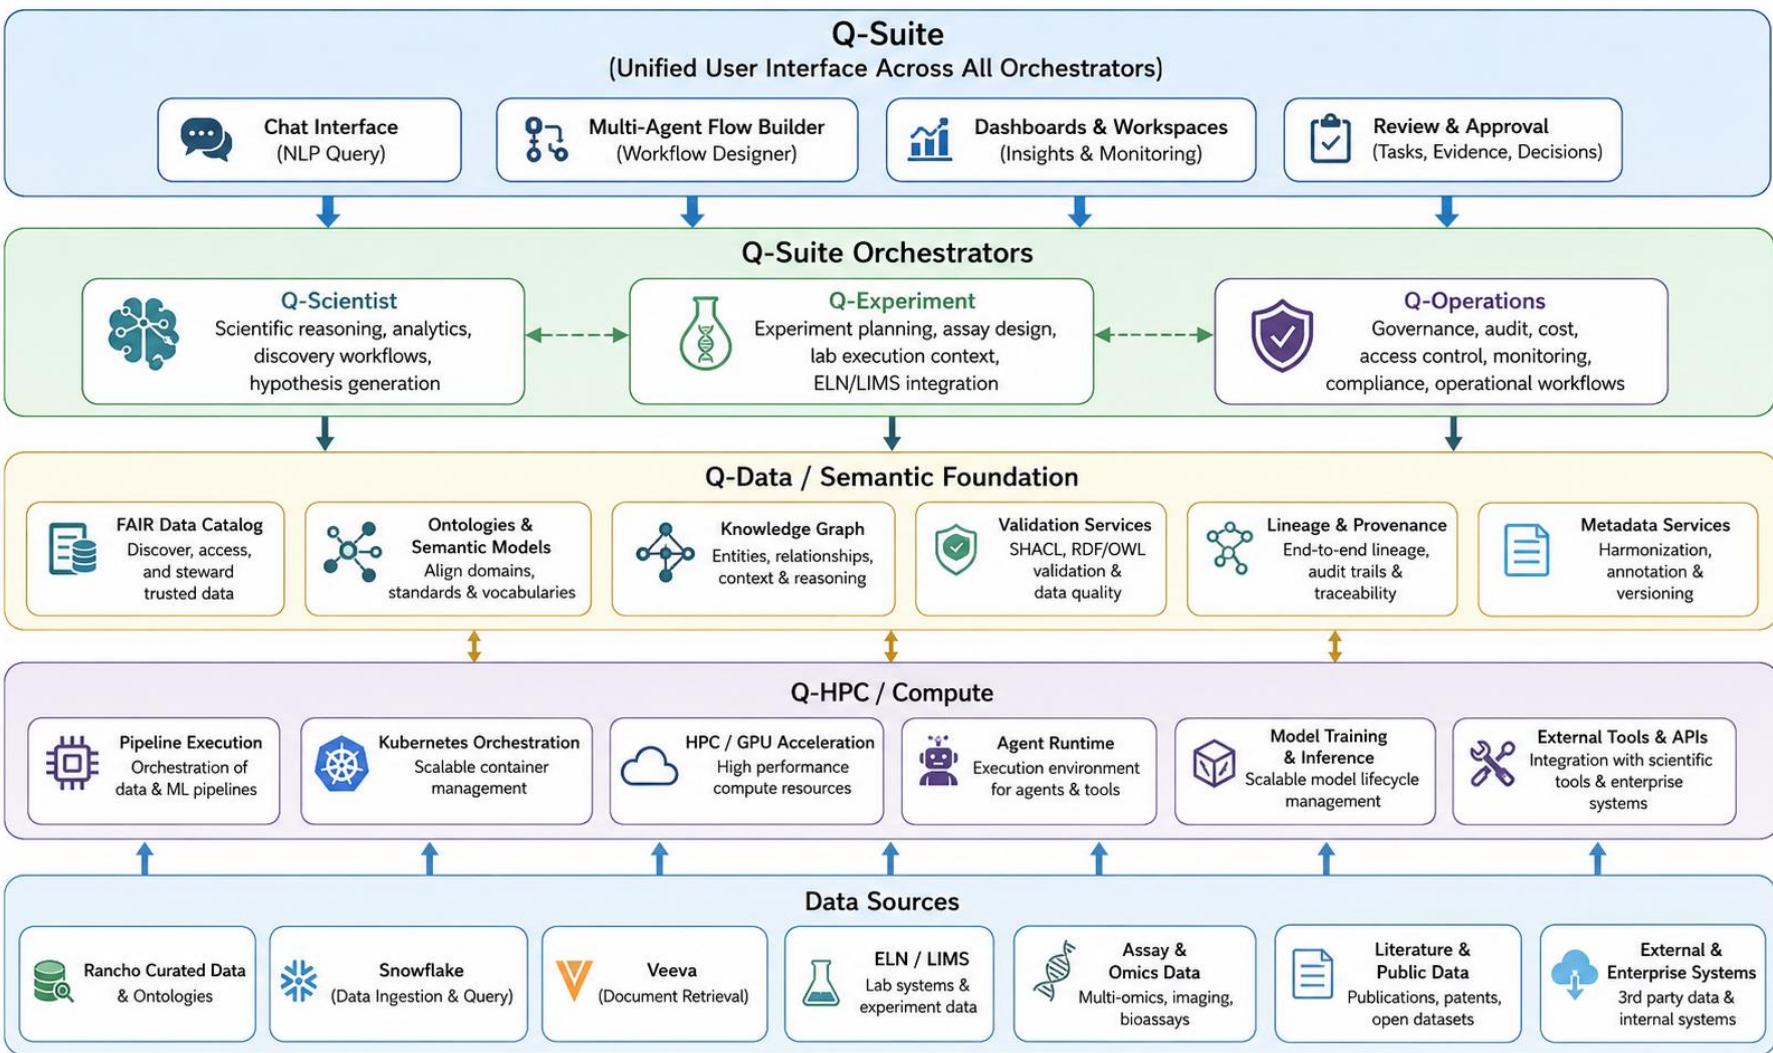 Q-Suite
(Unified User Interface Across All Orchestrators)
Chat Interface
(NLP Query)
Multi-Agent Flow Builder
(Workflow Designer)
Dashboards & Workspaces
(Insights & Monitoring)
Review & Approval
(Tasks, Evidence, Decisions)
Q-Suite Orchestrators
Q-Scientist
Scientific reasoning, analytics,
discovery workflows,
hypothesis generation
Q-Experiment
Experiment planning, assay design,
lab execution context,
ELN/LIMS integration
Q-Operations
Governance, audit, cost,
access control, monitoring,
compliance, operational workflows
Q-Data / Semantic Foundation
FAIR Data Catalog
Discover, access,
and steward
trusted data
Ontologies &
Semantic Models
Align domains,
standards & vocabularies
Knowledge Graph
Entities, relationships,
context & reasoning
Validation Services
SHACL, RDF/OWL
validation &
data quality
Lineage & Provenance
End-to-end lineage,
audit trails &
traceability
Metadata Services
Harmonization,
annotation &
versioning
Q-HPC / Compute
Pipeline Execution
Orchestration of
data & ML pipelines
Kubernetes Orchestration
Scalable container
management
HPC / GPU Acceleration
High performance
compute resources
Agent Runtime
Execution environment
for agents & tools
Model Training
& Inference
Scalable model lifecycle
management
External Tools & APIs
Integration with scientific
tools & enterprise
systems
Data Sources
Rancho Curated Data
& Ontologies
Snowflake
(Data Ingestion & Query)
Veeva
(Document Retrieval)
ELN / LIMS
Lab systems &
experiment data
Assay &
Omics Data
Multi-omics, imaging,
bioassays
Literature &
Public Data
Publications, patents,
open datasets
External &
Enterprise Systems
3rd party data &
internal systems